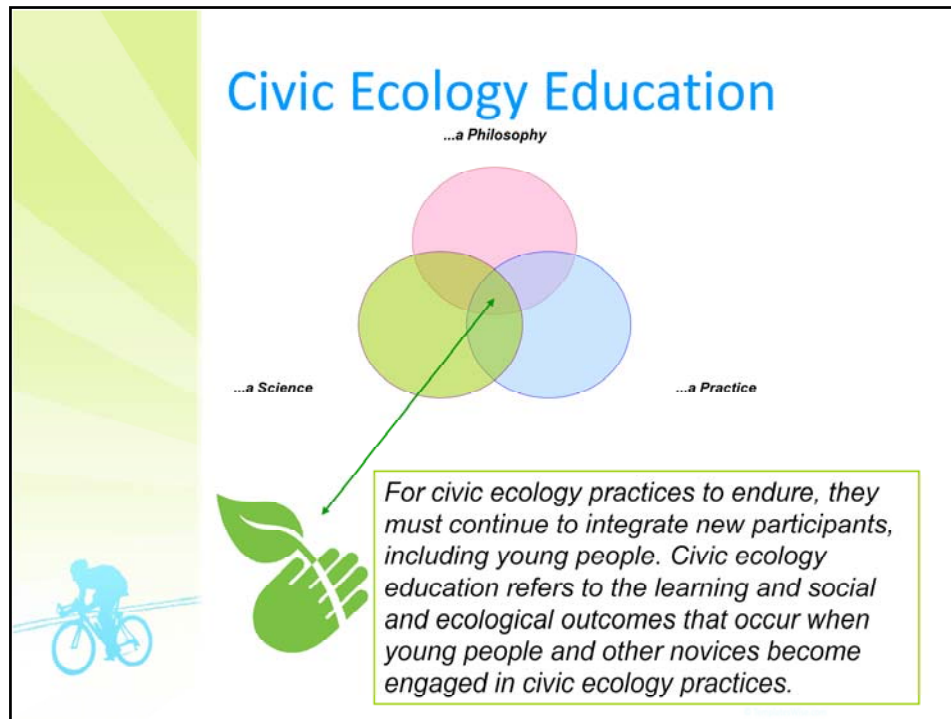 Civic Ecology Education
...a Philosophy
...a Science
...a Practice
For civic ecology practices to endure, they
must continue to integrate new participants,
including young people. Civic ecology
education refers to the learning and social
and ecological outcomes that occur when
young people and other novices become
engaged in civic ecology practices.